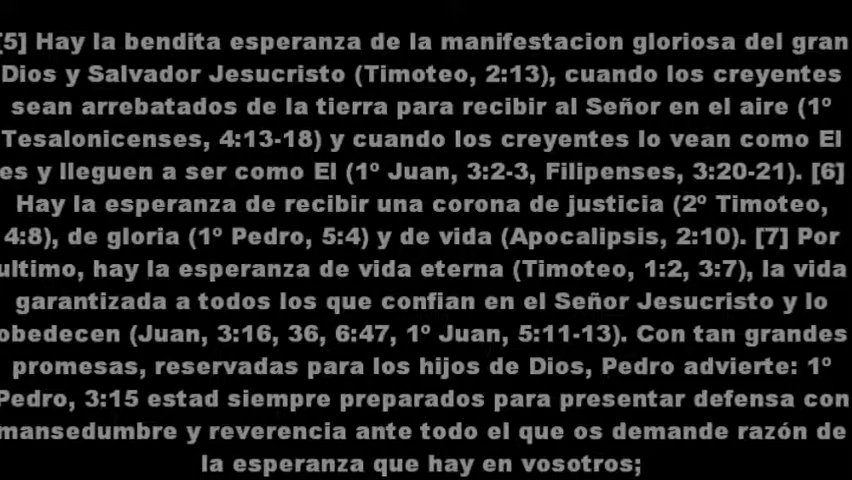 [5] Hay la bendita esperanza de la manifestacion gloriosa del gran
Dios y Salvador Jesucristo (Timoteo, 2:13), cuando los creyentes
sean arrebatados de la tierra para recibir al Señor en el aire (1º
Tesalonicenses, 4:13-18) y cuando los creyentes lo vean como El
es y lleguen a ser como El (1º Juan, 3:2-3, Filipenses, 3:20-21). [6]
Hay la esperanza de recibir una corona de justicia (2º Timoteo,
4:8), de gloria (1º Pedro, 5:4) y de vida (Apocalipsis, 2:10). [7] Por
ultimo, hay la esperanza de vida eterna (Timoteo, 1:2, 3:7), la vida
garantizada a todos los que confian en el Señor Jesucristo y lo
obedecen (Juan, 3:16, 36, 6:47, 1º Juan, 5:11-13). Con tan grandes
promesas, reservadas para los hijos de Dios, Pedro advierte: 1º
Pedro, 3:15 estad siempre preparados para presentar defensa con
mansedumbre y reverencia ante todo el que os demande razón de
la esperanza que hay en vosotros;